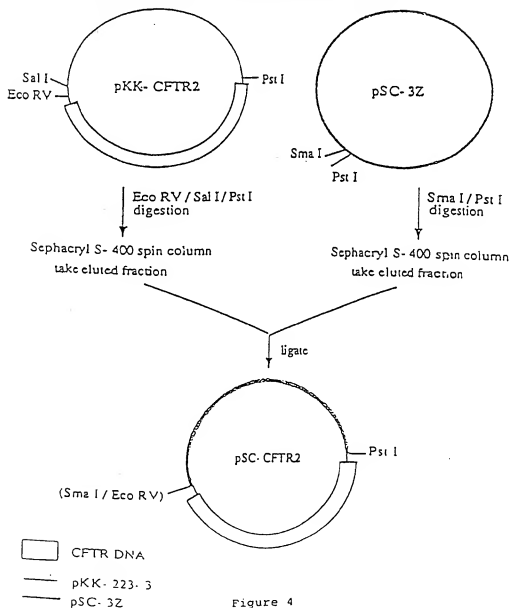 Sal I
Eco RV
pKK- CFTR2
Pst I
pSC- 3Z
Sma I
Pst I
Eco RV / Sal I / Pst I
digestion
Sma I / Pst I
digestion
Sephacryl S- 400 spin column
take eluted fraction
Sephacryl S- 400 spin column
take eluted fraction
ligate
pSC- CFTR2
Pst I
(Sma I / Eco RV)
CFTR DNA
pKK- 223- 3
pSC- 3Z
Figure 4